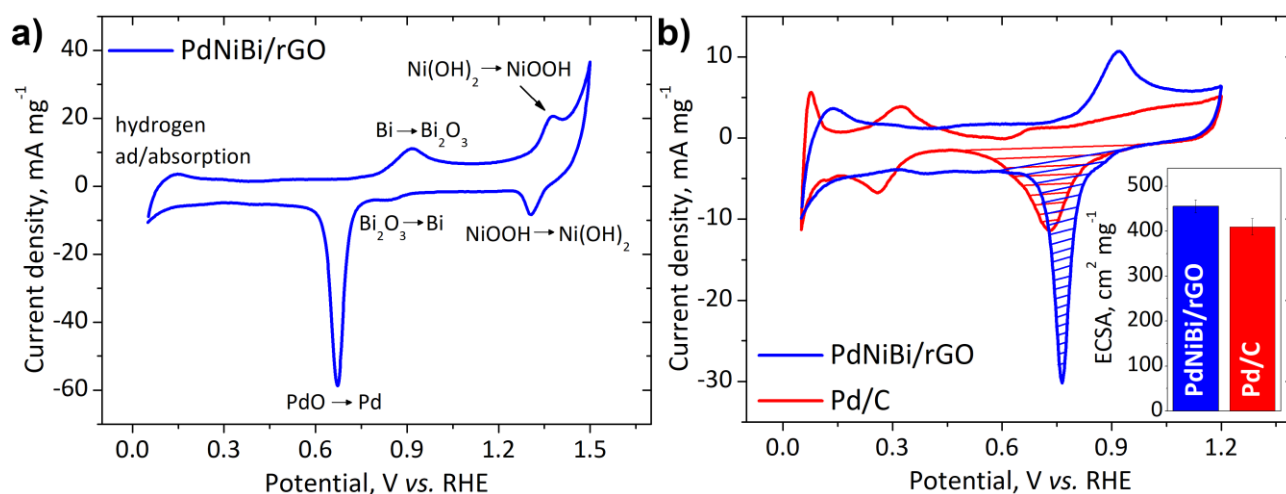 a)
PdNiBi/rGO
Ni(OH)₂→NiOOH
hydrogen
ad/absorption
Bi→Bi₂O₃
Bi₂O₃→Bi
NiOOH→Ni(OH)₂
PdO → Pd
40
20
0
-20
-40
-60
Current density, mA mg⁻¹
0.0 0.3 0.6 0.9 1.2 1.5
Potential, V vs. RHE
b)
10
0
-10
-20
-30
Current density, mA mg⁻¹
PdNiBi/rGO
Pd/C
0.0 0.3 0.6 0.9 1.2
Potential, V vs. RHE
500
400
300
200
100
0
ECSA, cm² mg⁻¹
PdNiBi/rGO
Pd/C